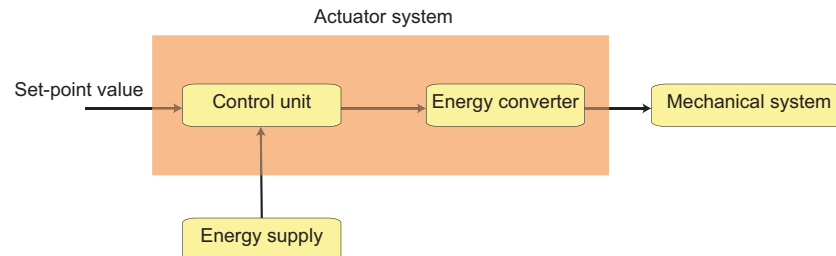 Actuator system
Set-point value
Control unit
Energy converter
Mechanical system
Energy supply